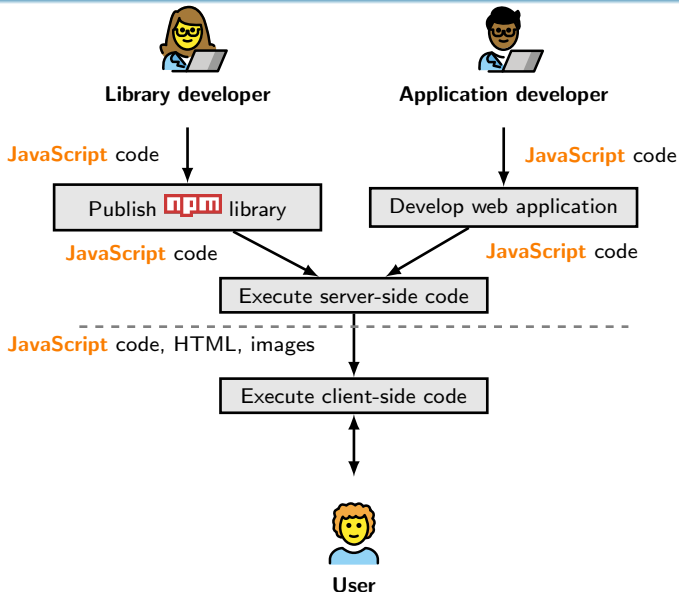 Library developer
Application developer
JavaScript code
JavaScript code
Publish npm library
Develop web application
JavaScript code
JavaScript code
Execute server-side code
JavaScript code, HTML, images
Execute client-side code
User